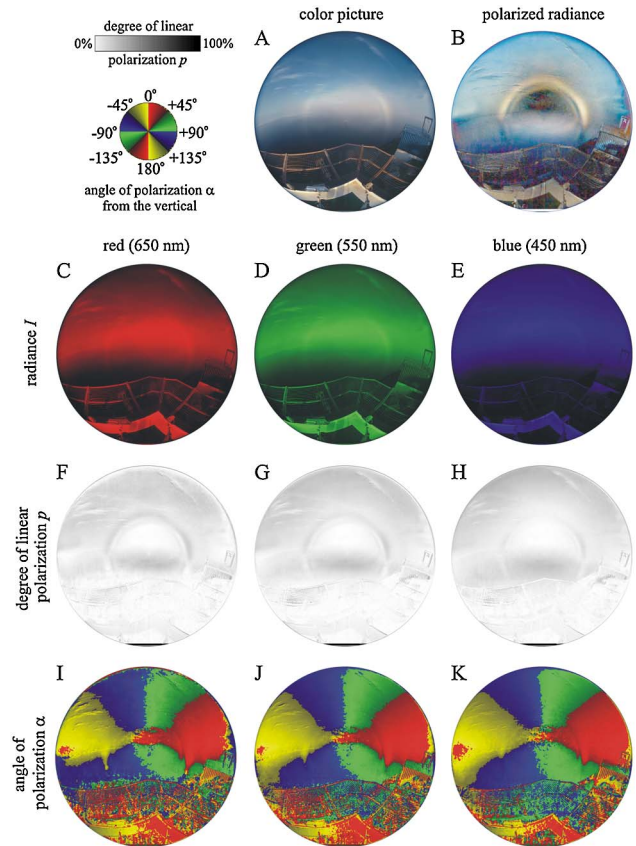 degree of linear
0% 100%
polarization p
0°
-45° +45°
-90° +90°
-135° +135°
180°
angle of polarization α
from the vertical
color picture
polarized radiance
A
B
red (650 nm)
green (550 nm)
blue (450 nm)
radiance I
C
D
E
degree of linear
polarization p
F
G
H
angle of
polarization α
I
J
K